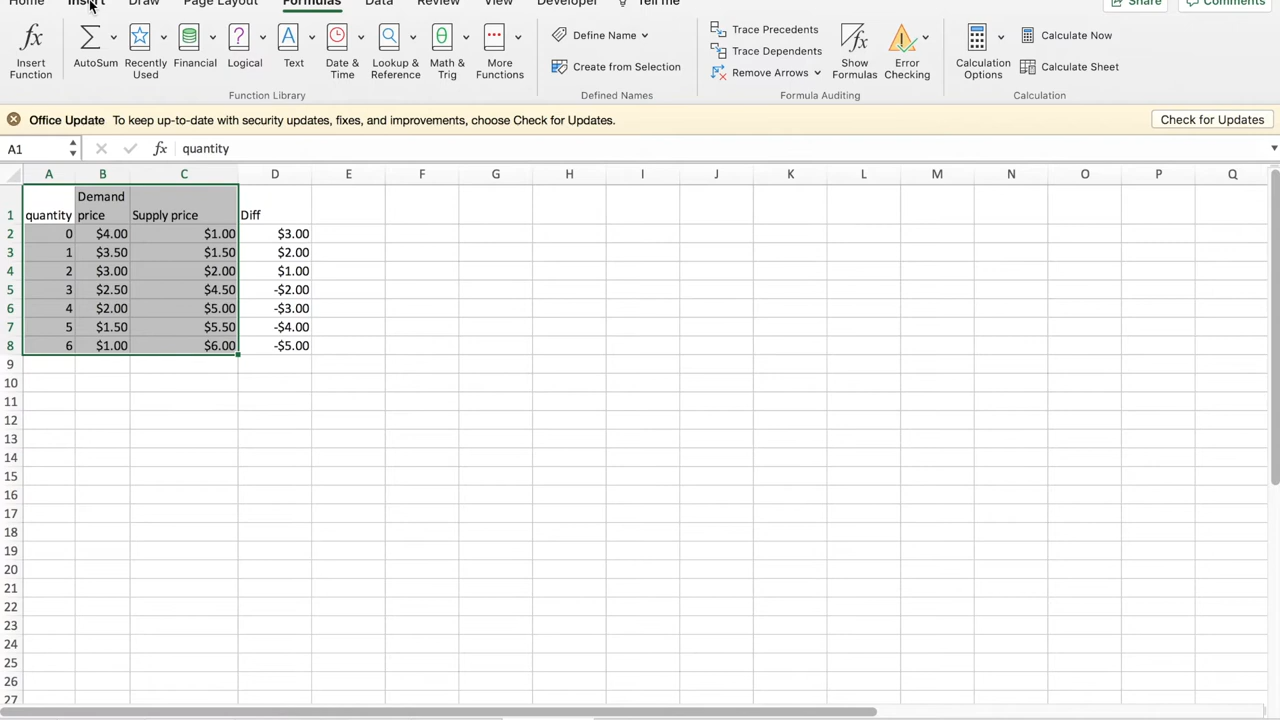 Home Insert Draw Page Layout Formulas Data Review View Developer Tell me Share Comments
Insert Function
AutoSum
Recently Used
Financial
Logical
Text
Date & Time
Lookup & Reference
Math & Trig
More Functions
Function Library
Define Name
Create from Selection
Defined Names
Trace Precedents
Trace Dependents
Remove Arrows
Show Formulas
Error Checking
Formula Auditing
Calculation Options
Calculate Now
Calculate Sheet
Calculation
Office Update To keep up-to-date with security updates, fixes, and improvements, choose Check for Updates. Check for Updates
A1 fx quantity
A B C D E F G H I J K L M N O P Q
1 quantity Demand price Supply price Diff
2 0 $4.00 $1.00 $3.00
3 1 $3.50 $1.50 $2.00
4 2 $3.00 $2.00 $1.00
5 3 $2.50 $4.50 -$2.00
6 4 $2.00 $5.00 -$3.00
7 5 $1.50 $5.50 -$4.00
8 6 $1.00 $6.00 -$5.00
9
10
11
12
13
14
15
16
17
18
19
20
21
22
23
24
25
26
27